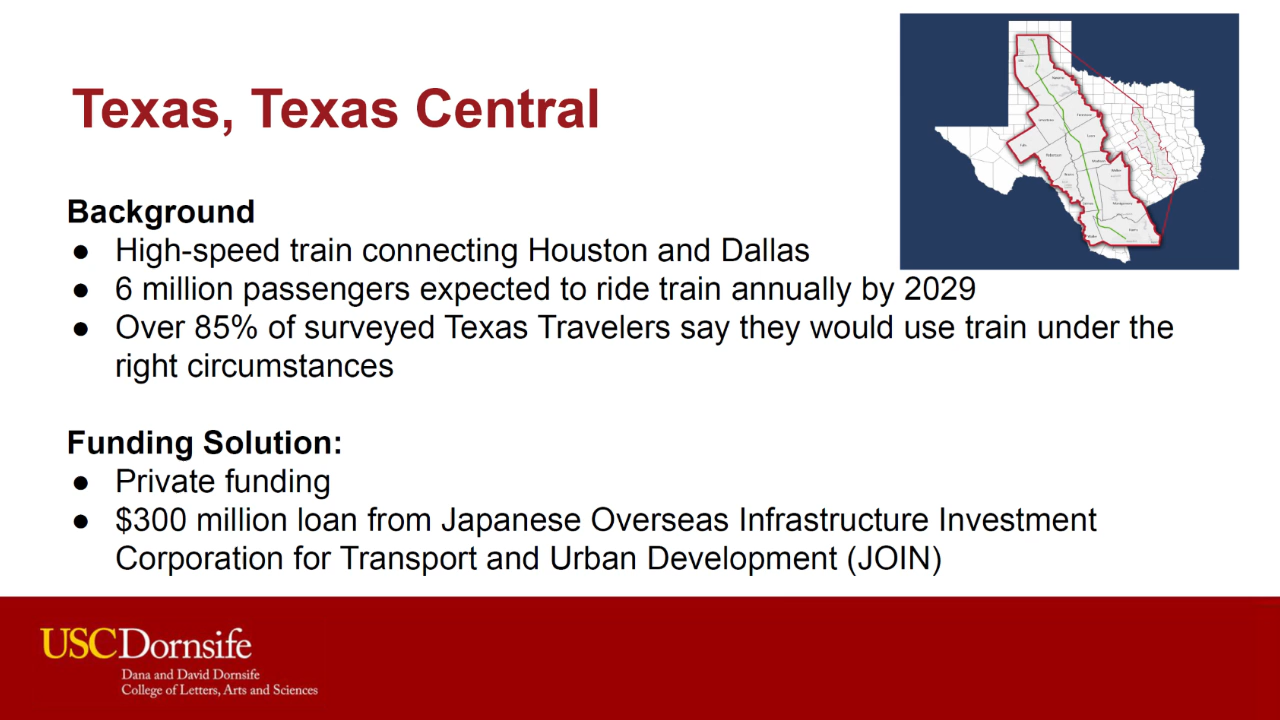 Texas, Texas Central
Background
● High-speed train connecting Houston and Dallas
● 6 million passengers expected to ride train annually by 2029
● Over 85% of surveyed Texas Travelers say they would use train under the
right circumstances
Funding Solution:
● Private funding
● $300 million loan from Japanese Overseas Infrastructure Investment
Corporation for Transport and Urban Development (JOIN)
USCDornsife
Dana and David Dornsife
College of Letters, Arts and Sciences